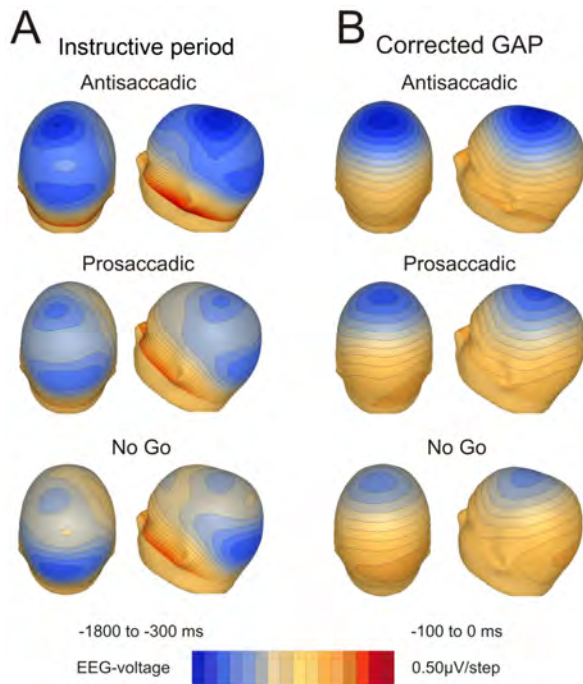 A
Instructive period
B
Corrected GAP
Antisaccadic
Antisaccadic
Prosaccadic
Prosaccadic
No Go
No Go
-1800 to -300 ms
-100 to 0 ms
EEG-voltage
0.50µV/step